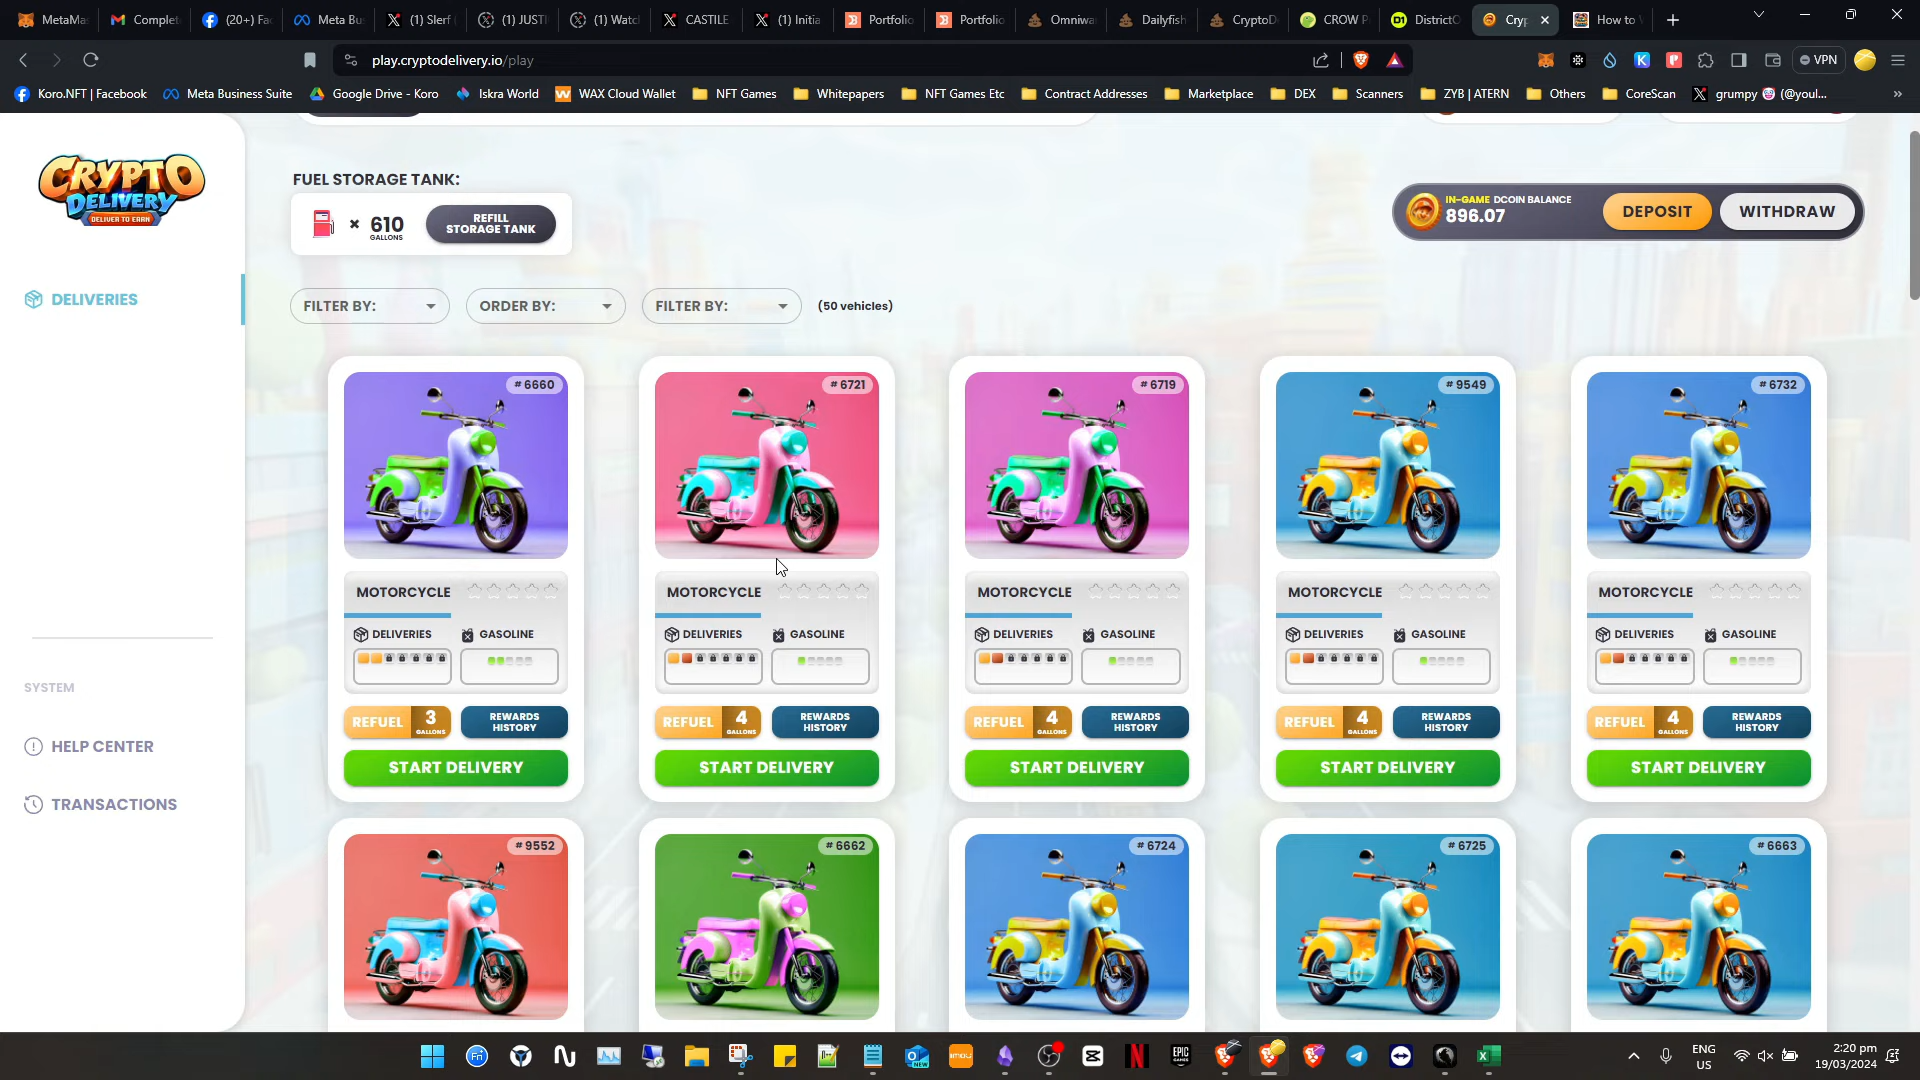 MetaMas
Complete
(20+) Fac
Meta Bu
(1) Slerf
(1) JUSTI
(1) Watc
CASTILE
(1) Initia
Portfolio
Portfolio
Omniwa
Dailyfish
CryptoD
CROW P
DistrictO
Cryp
How to V
play.cryptodelivery.io/play
VPN
Koro.NFT | Facebook
Meta Business Suite
Google Drive - Koro
Iskra World
WAX Cloud Wallet
NFT Games
Whitepapers
NFT Games Etc
Contract Addresses
Marketplace
DEX
Scanners
ZYB | ATERN
Others
CoreScan
grumpy 🤡 (@youl...
CRYPTO
DELIVERY
DELIVER TO EARN
DELIVERIES
SYSTEM
HELP CENTER
TRANSACTIONS
FUEL STORAGE TANK:
× 610
GALLONS
REFILL
STORAGE TANK
IN-GAME DCOIN BALANCE
896.07
DEPOSIT
WITHDRAW
FILTER BY:
ORDER BY:
FILTER BY:
(50 vehicles)
# 6660
# 6721
# 6719
# 9549
# 6732
MOTORCYCLE
MOTORCYCLE
MOTORCYCLE
MOTORCYCLE
MOTORCYCLE
DELIVERIES GASOLINE
DELIVERIES GASOLINE
DELIVERIES GASOLINE
DELIVERIES GASOLINE
DELIVERIES GASOLINE
REFUEL 3 GALLONS
REWARDS
HISTORY
REFUEL 4 GALLONS
REWARDS
HISTORY
REFUEL 4 GALLONS
REWARDS
HISTORY
REFUEL 4 GALLONS
REWARDS
HISTORY
REFUEL 4 GALLONS
REWARDS
HISTORY
START DELIVERY
START DELIVERY
START DELIVERY
START DELIVERY
START DELIVERY
# 9552
# 6662
# 6724
# 6725
# 6663
ENG
US
2:20 pm
19/03/2024